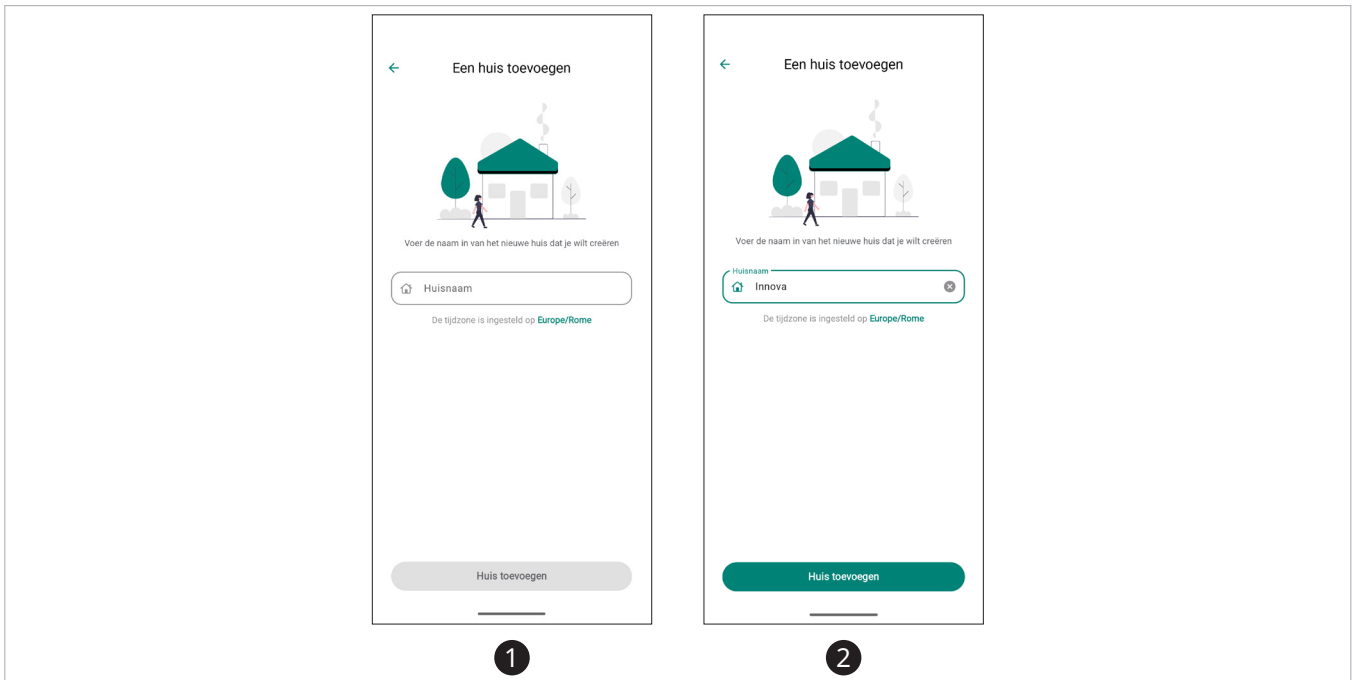 Een huis toevoegen
Voer de naam in van het nieuwe huis dat je wilt creëren
Huisnaam
De tijdzone is ingesteld op Europe/Rome
Huis toevoegen
1
Een huis toevoegen
Voer de naam in van het nieuwe huis dat je wilt creëren
Huisnaam
Innova
De tijdzone is ingesteld op Europe/Rome
Huis toevoegen
2